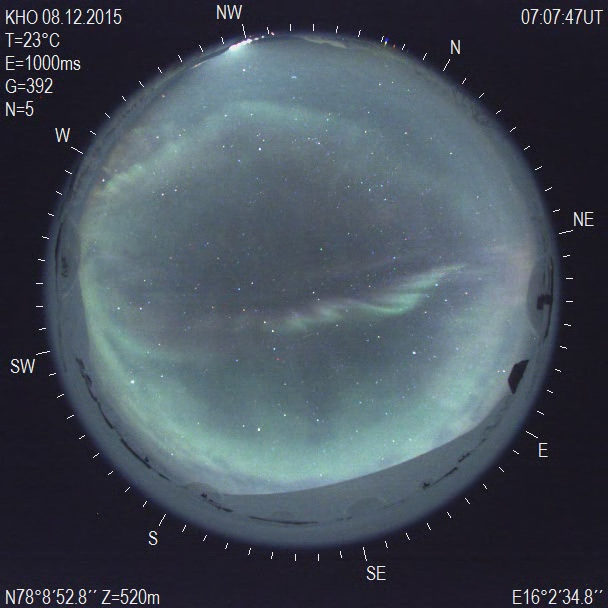 KHO 08.12.2015
07:07:47UT
T=23°C
E=1000ms
G=392
N=5
NW
N
W
NE
SW
E
S
SE
N78°8´52.8´´ Z=520m
E16°2´34.8´´